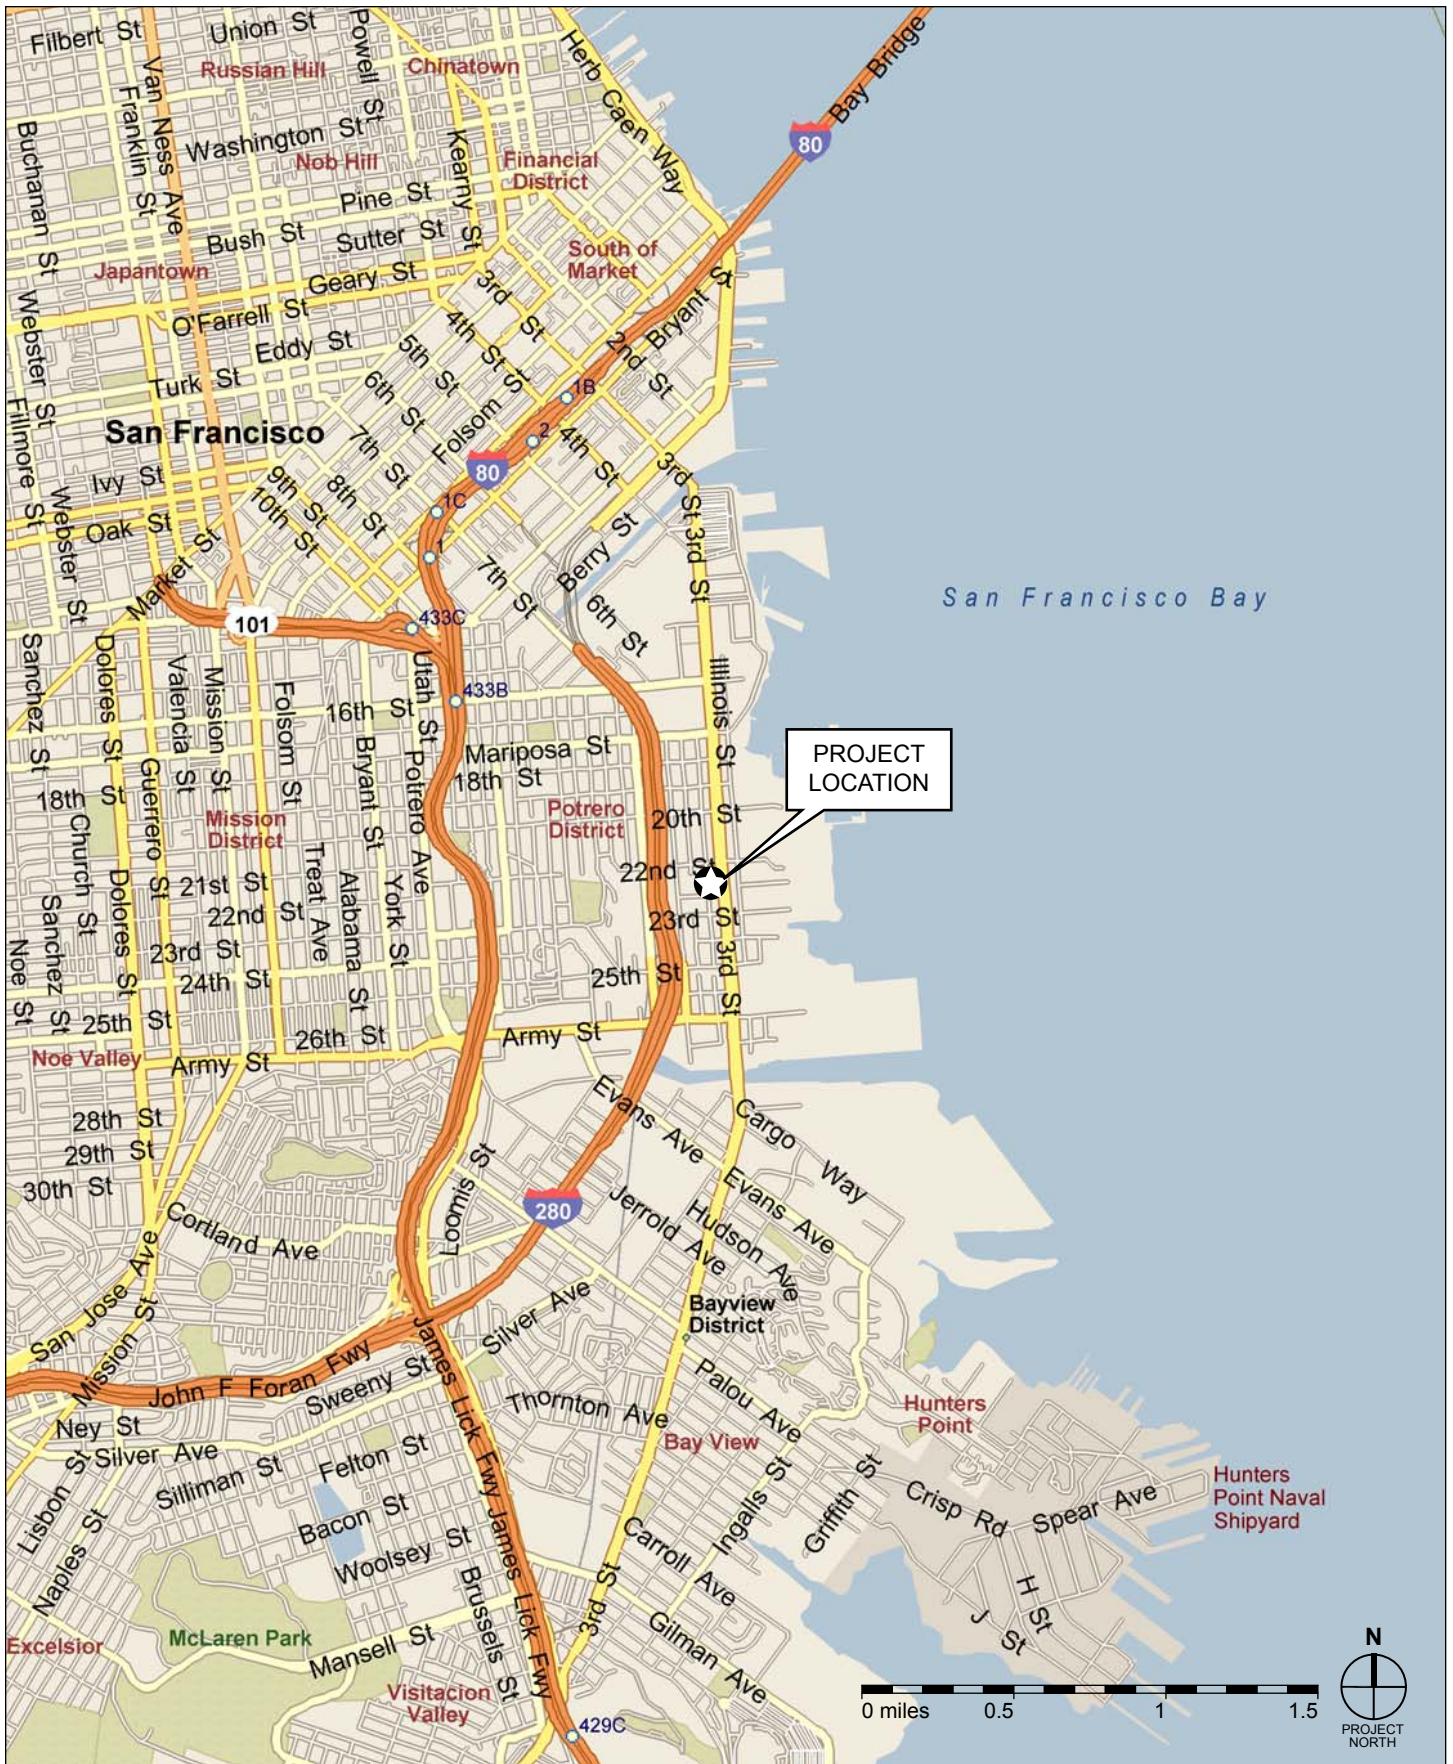 Filbert St
Union St
Powell St
Herb Caen Way
Bay Bridge
Van Ness Ave
Franklin St
Russian Hill
Chinatown
80
Buchanan St
Washington St
Nob Hill
Kearny St
Financial
District
Pine St
Bush St
Sutter St
South of
Market
Japantown
Geary St
3rd St
Bryant St
Webster St
O'Farrell St
4th St
Eddy St
5th St
2nd St
Turk St
6th St
1B
Fillmore St
San Francisco
7th St
Folsom St
2
4th St
80
3rd St
Ivy St
9th St
8th St
Webster St
10th St
1C
Oak St
3rd St
Market St
1
7th St
Berry St
6th St
San Francisco Bay
101
433C
Sanchez St
Dolores St
Valencia St
Mission St
Folsom St
Utah St
433B
Illinois St
16th St
Bryant St
Potrero Ave
Mariposa St
18th St
PROJECT
LOCATION
Guerrero St
18th St
Church St
Mission
District
Potrero
District
20th St
Treat Ave
Alabama St
York St
22nd St
21st St
22nd St
Dolores St
Sanchez St
23rd St
23rd St
Noe St
24th St
25th St
3rd St
25th St
26th St
Army St
Noe Valley
Army St
Evans Ave
Cargo Way
28th St
29th St
30th St
Loomis St
Evans Ave
280
Jerrold Ave
Hudson Ave
Cortland Ave
San Jose Ave
Mission St
Silver Ave
Bayview
District
James Lick Fwy
John F Foran Fwy
Sweeny St
Palou Ave
Thornton Ave
Hunters
Point
Ney St
Silver Ave
Bay View
Lisbon St
Silliman St
Felton St
Ingalls St
Griffith St
Crisp Rd
Spear Ave
Hunters
Point Naval
Shipyard
Naples St
Bacon St
James Lick Fwy
Carroll Ave
Woolsey St
Brussels St
3rd St
H St
J St
Excelsior
McLaren Park
Mansell St
Gilman Ave
Visitacion
Valley
429C
0 miles 0.5 1 1.5
N
PROJECT
NORTH